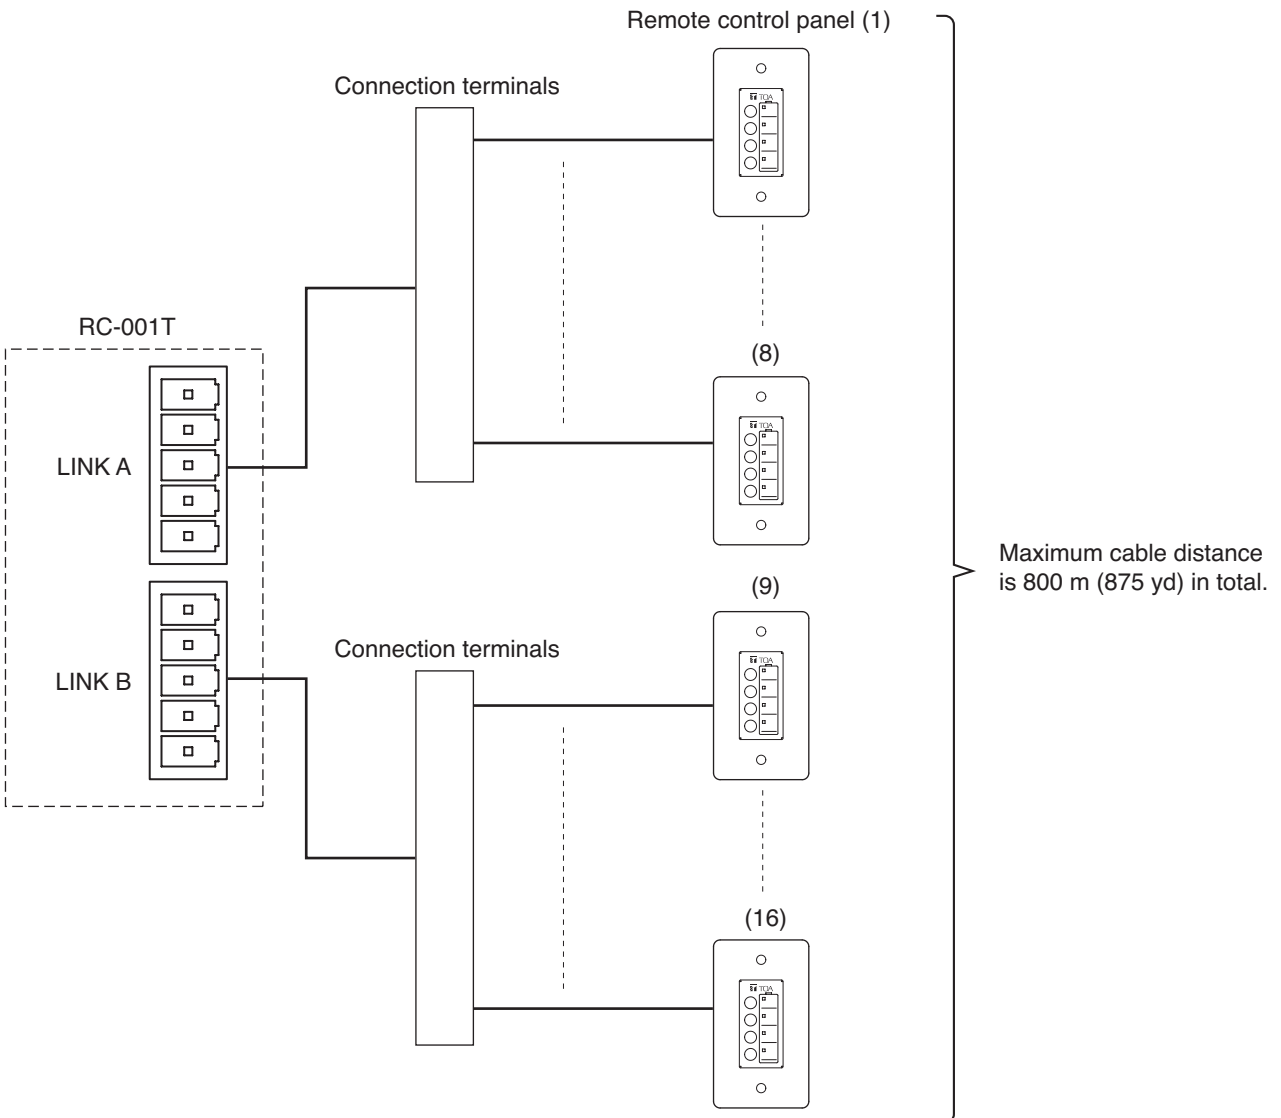 Remote control panel (1)
Connection terminals
TOA
RC-001T
(8)
TOA
LINK A
Maximum cable distance
is 800 m (875 yd) in total.
(9)
Connection terminals
TOA
LINK B
(16)
TOA